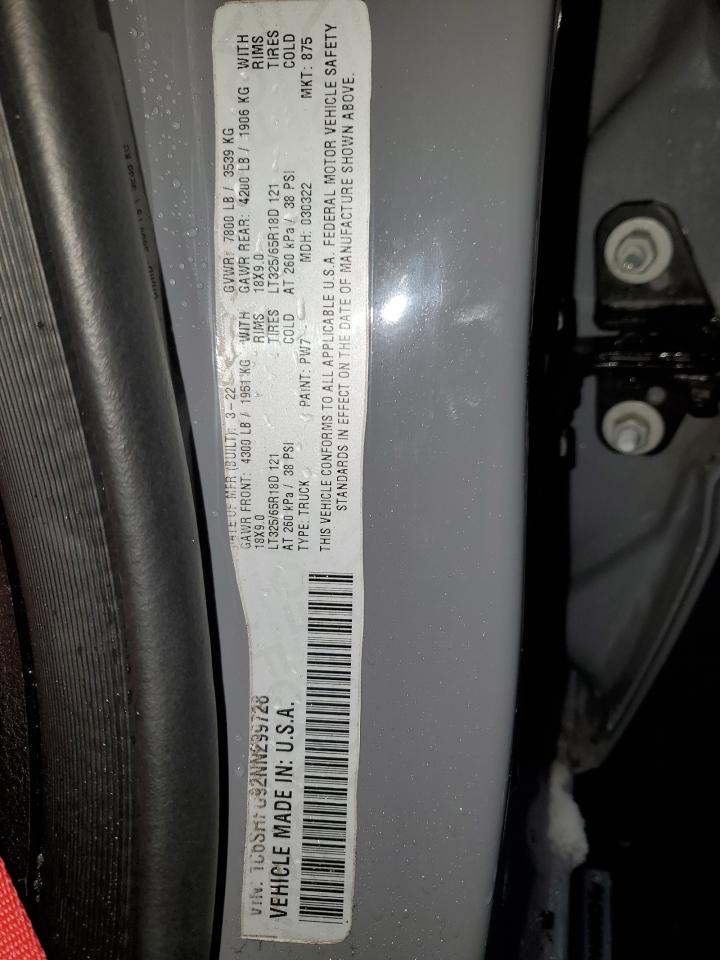 DATE OF MFR (BUILT): 3-22 GVWR: 7800 LB / 3539 KG
GAWR FRONT: 4300 LB / 1951 KG WITH GAWR REAR: 4200 LB / 1906 KG WITH
18X9.0 RIMS 18X9.0 RIMS
LT325/65R18D 121 TIRES LT325/65R18D 121 TIRES
AT 260 kPa / 38 PSI COLD AT 260 kPa / 38 PSI COLD
TYPE: TRUCK PAINT: PW7 MDH: 030322 MKT: 875
THIS VEHICLE CONFORMS TO ALL APPLICABLE U.S.A. FEDERAL MOTOR VEHICLE SAFETY
STANDARDS IN EFFECT ON THE DATE OF MANUFACTURE SHOWN ABOVE.
VIN:
VEHICLE MADE IN: U.S.A.